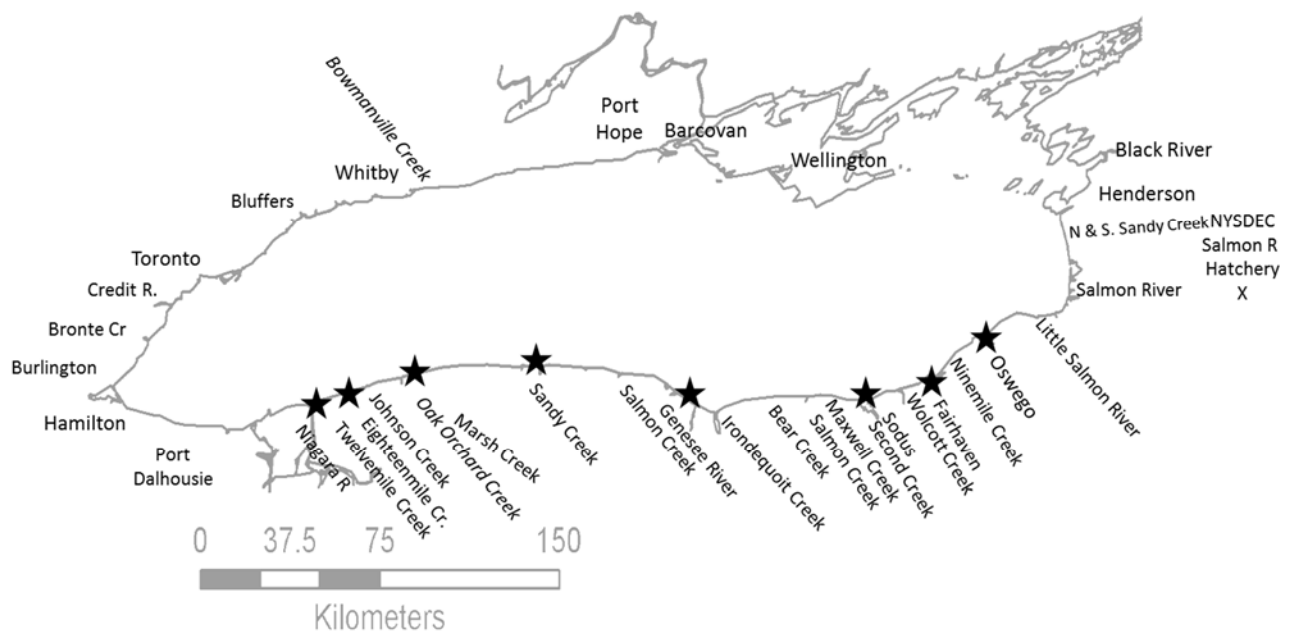 Bowmanville Creek
Port
Hope
Barcovan
Black River
Whitby
Wellington
Henderson
Bluffers
N & S. Sandy Creek
NYSDEC
Salmon R
Hatchery
X
Toronto
Credit R.
Salmon River
Bronte Cr
Burlington
Hamilton
Port
Dalhousie
Niagara R
Twelvemile Creek
Eighteenmile Cr.
Johnson Creek
Oak Orchard Creek
Marsh Creek
Sandy Creek
Salmon Creek
Genesee River
Irondequoit Creek
Bear Creek
Salmon Creek
Maxwell Creek
Second Creek
Sodus
Wolcott Creek
Fairhaven
Ninemile Creek
Oswego
Little Salmon River
0 37.5 75 150
Kilometers